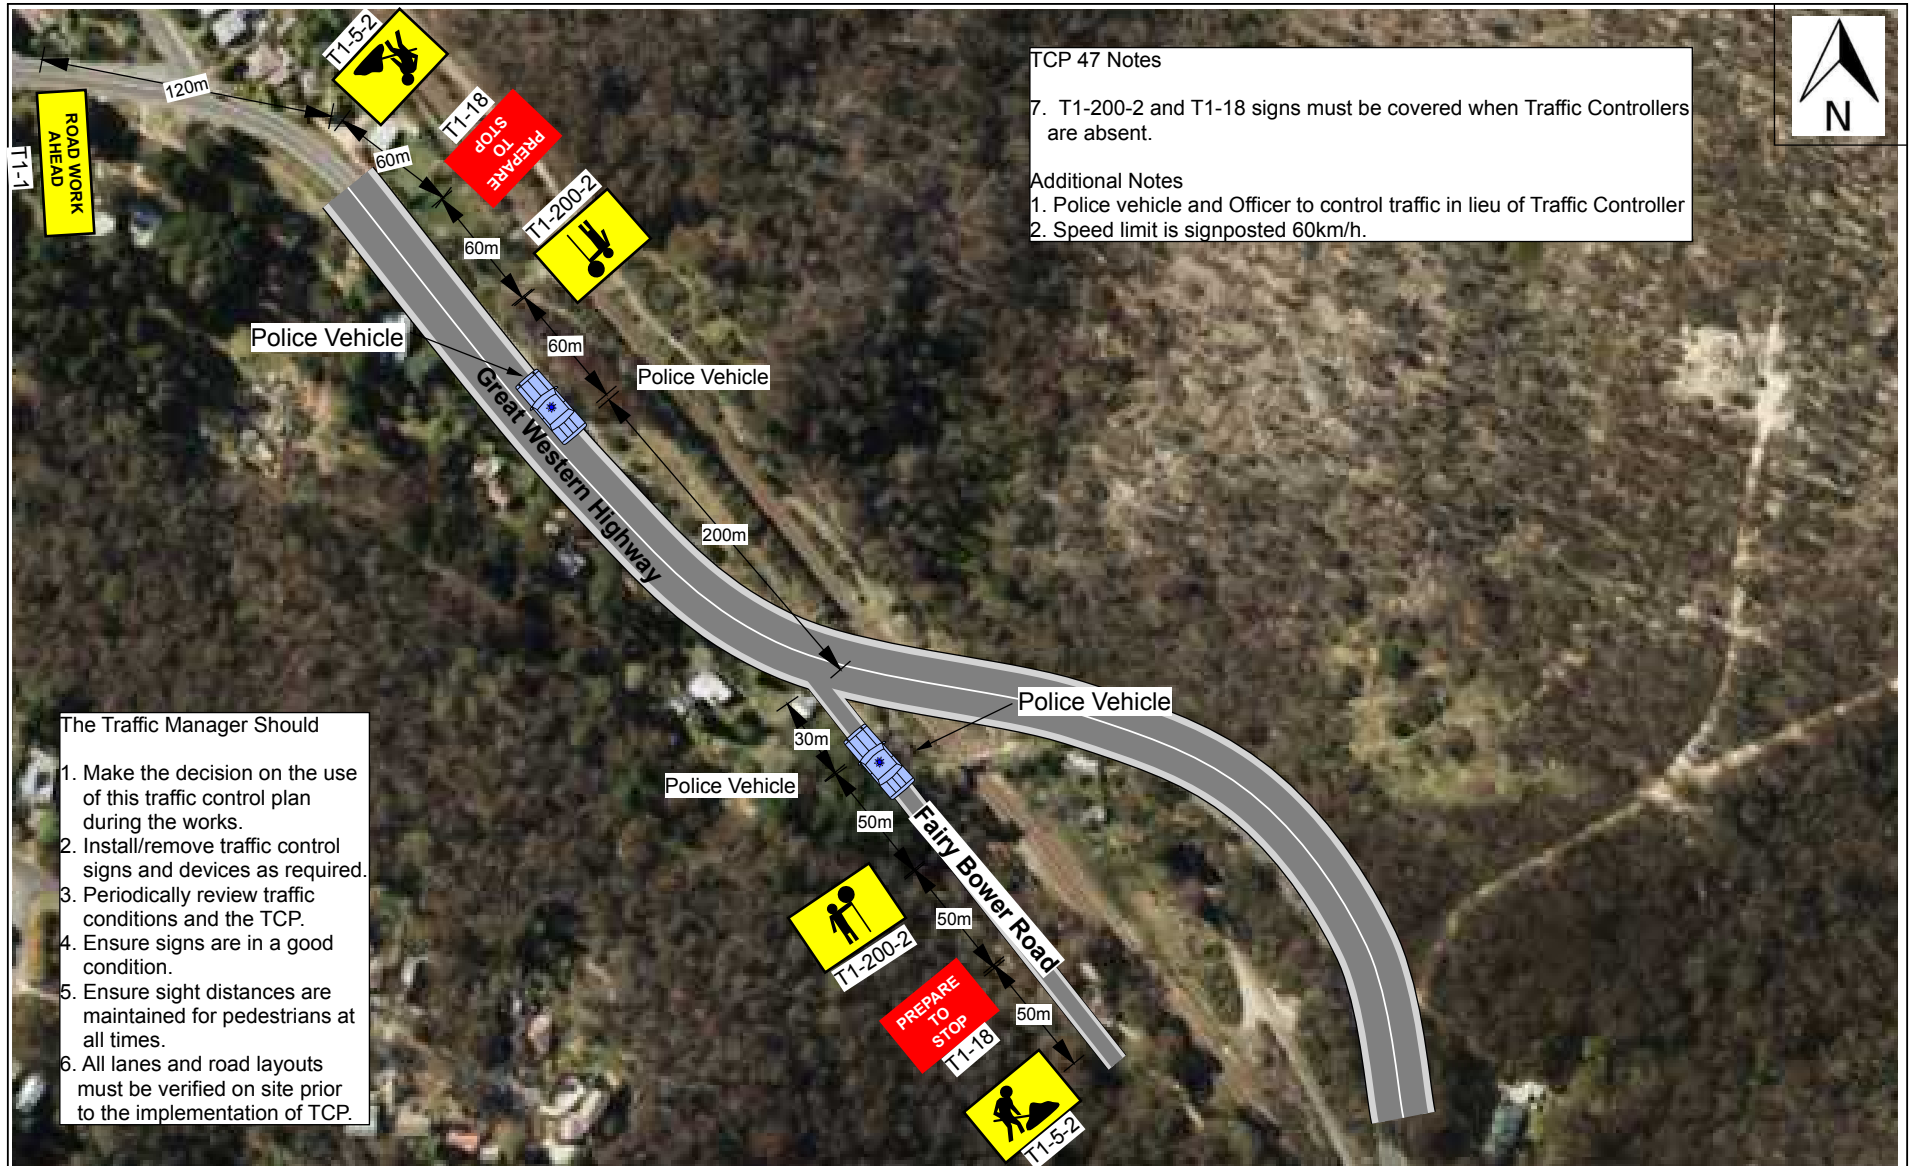 T1-5-2
120m
ROAD WORK
AHEAD
T1-1
T1-18
PREPARE
TO
STOP
60m
T1-200-2
60m
60m
Police Vehicle
Police Vehicle
Great Western Highway
200m
TCP 47 Notes
7. T1-200-2 and T1-18 signs must be covered when Traffic Controllers
are absent.
Additional Notes
1. Police vehicle and Officer to control traffic in lieu of Traffic Controller
2. Speed limit is signposted 60km/h.
N
Police Vehicle
30m
Police Vehicle
50m
Fairy Bower Road
T1-200-2
50m
PREPARE
TO
STOP
T1-18
50m
T1-5-2
The Traffic Manager Should
1. Make the decision on the use
of this traffic control plan
during the works.
2. Install/remove traffic control
signs and devices as required.
3. Periodically review traffic
conditions and the TCP.
4. Ensure signs are in a good
condition.
5. Ensure sight distances are
maintained for pedestrians at
all times.
6. All lanes and road layouts
must be verified on site prior
to the implementation of TCP.